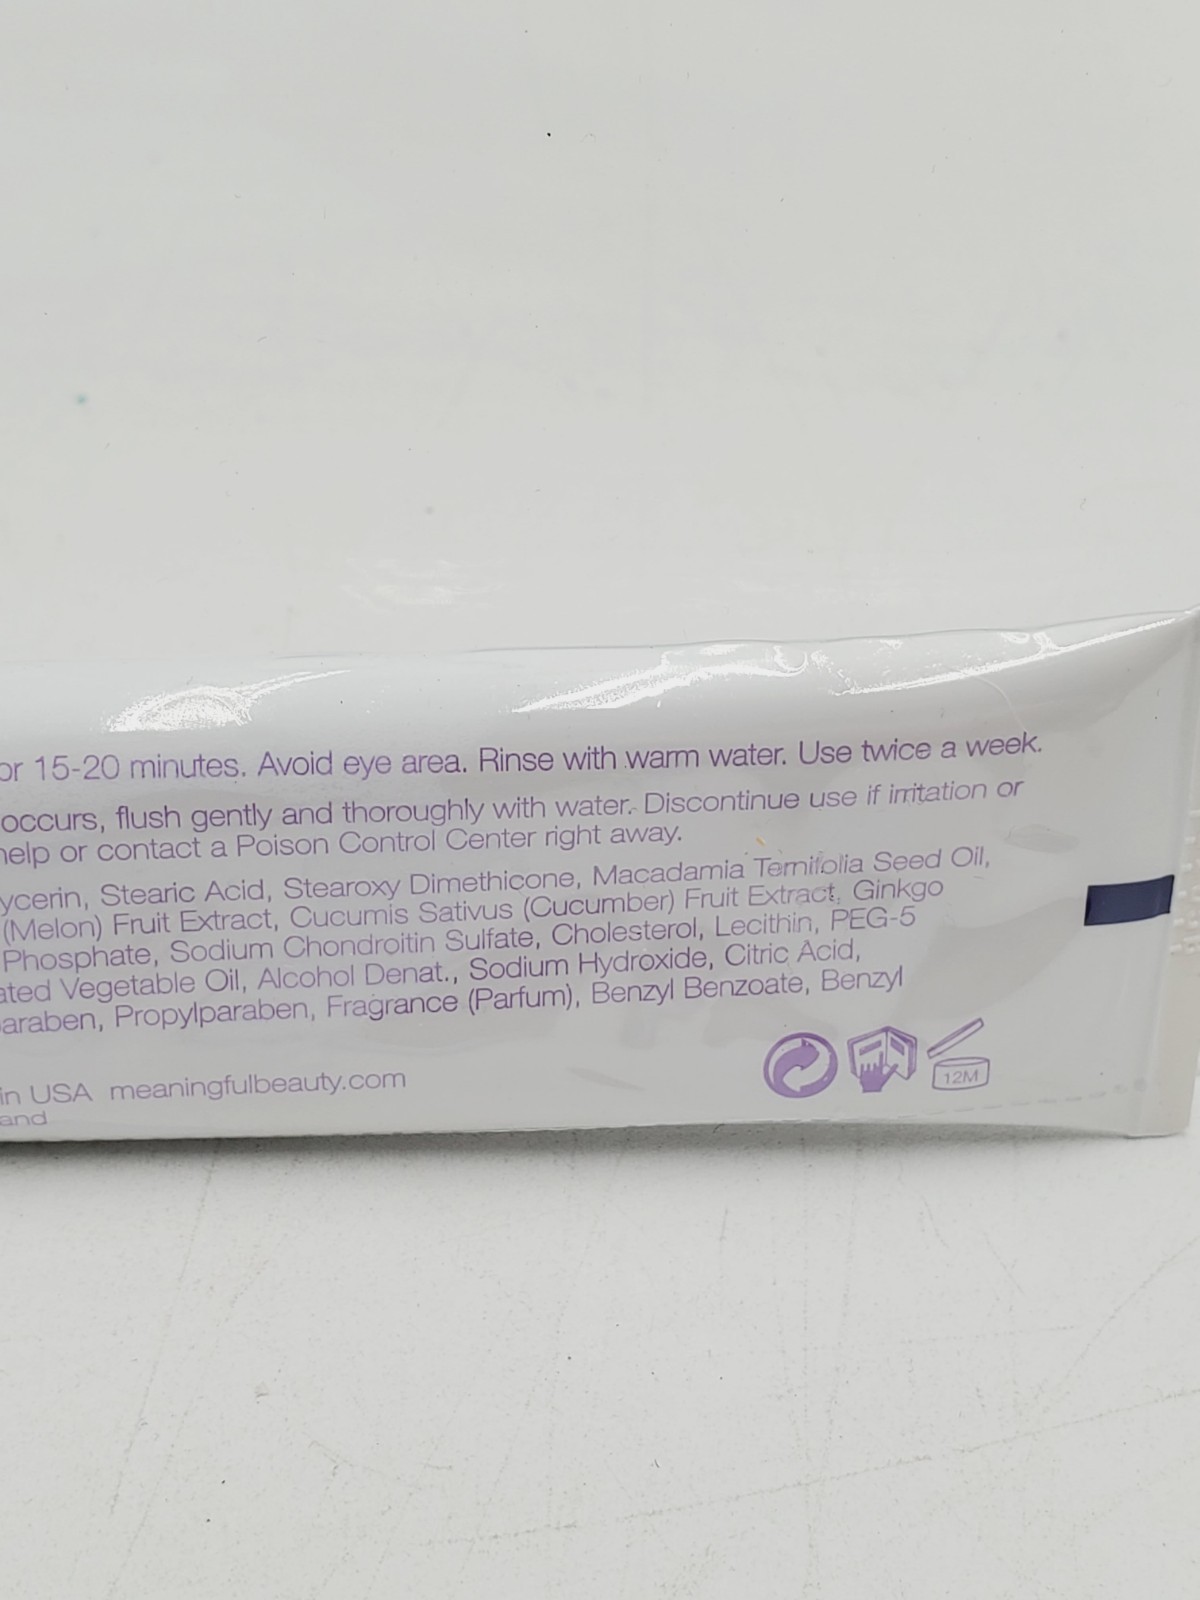 or 15-20 minutes. Avoid eye area. Rinse with warm water. Use twice a week.
occurs, flush gently and thoroughly with water. Discontinue use if irritation or
help or contact a Poison Control Center right away.
ycerin, Stearic Acid, Stearoxy Dimethicone, Macadamia Ternifolia Seed Oil,
(Melon) Fruit Extract, Cucumis Sativus (Cucumber) Fruit Extract, Ginkgo
Phosphate, Sodium Chondroitin Sulfate, Cholesterol, Lecithin, PEG-5
ated Vegetable Oil, Alcohol Denat., Sodium Hydroxide, Citric Acid,
araben, Propylparaben, Fragrance (Parfum), Benzyl Benzoate, Benzyl
in USA meaningfulbeauty.com
and
12M